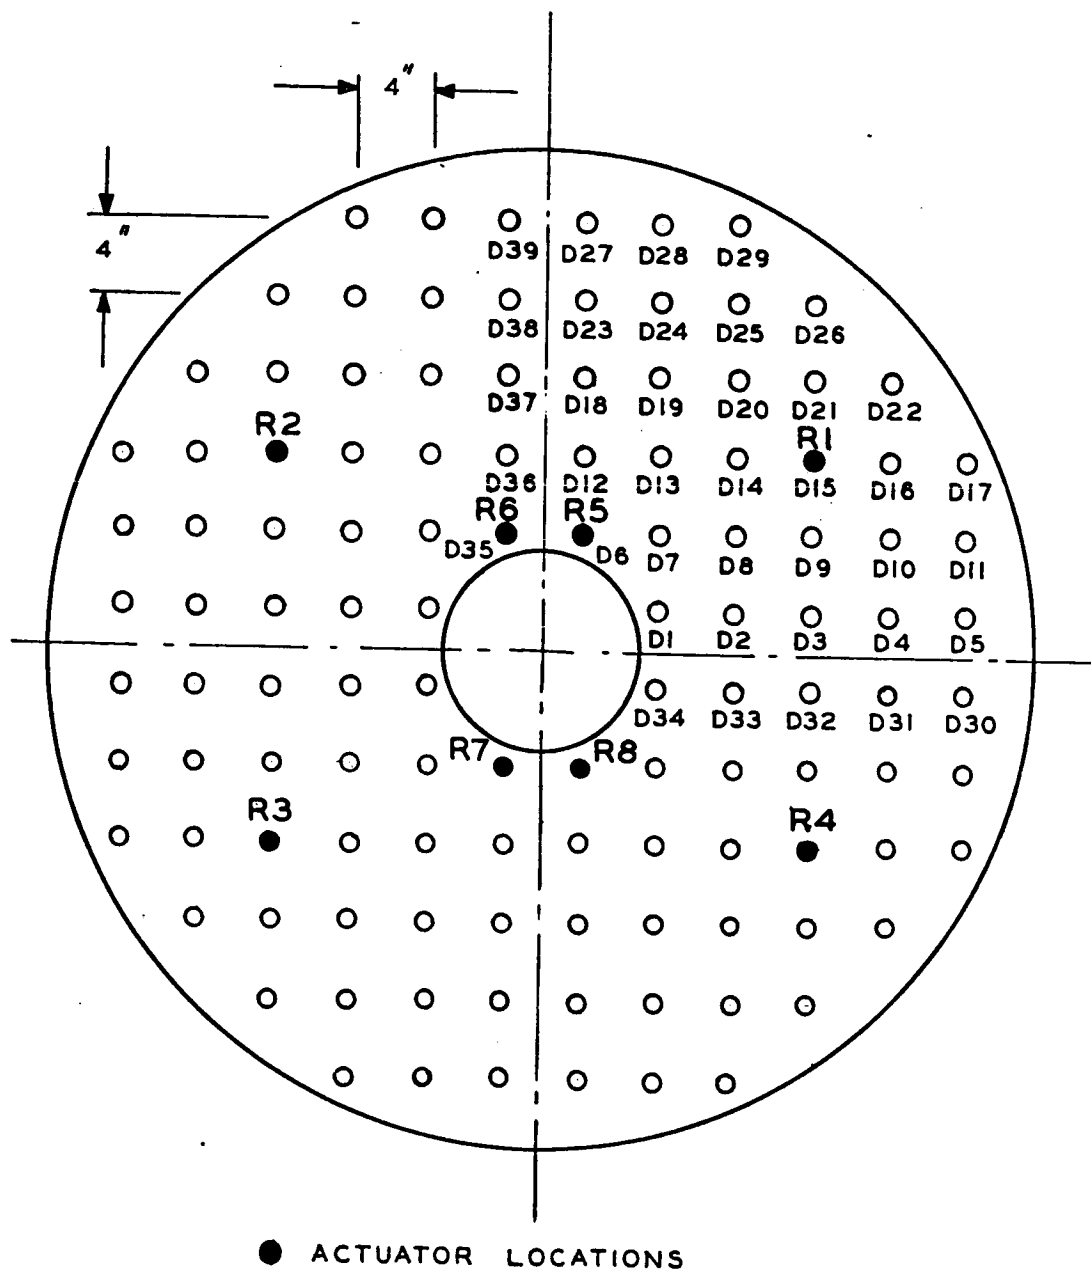 4"
4"
D39 D27 D28 D29
D38 D23 D24 D25 D26
D37 D18 D19 D20 D21 D22
R2 R1
D36 D12 D13 D14 D15 D16 D17
R6 R5
D35 D6 D7 D8 D9 D10 D11
D1 D2 D3 D4 D5
D34 D33 D32 D31 D30
R7 R8
R3 R4
ACTUATOR LOCATIONS